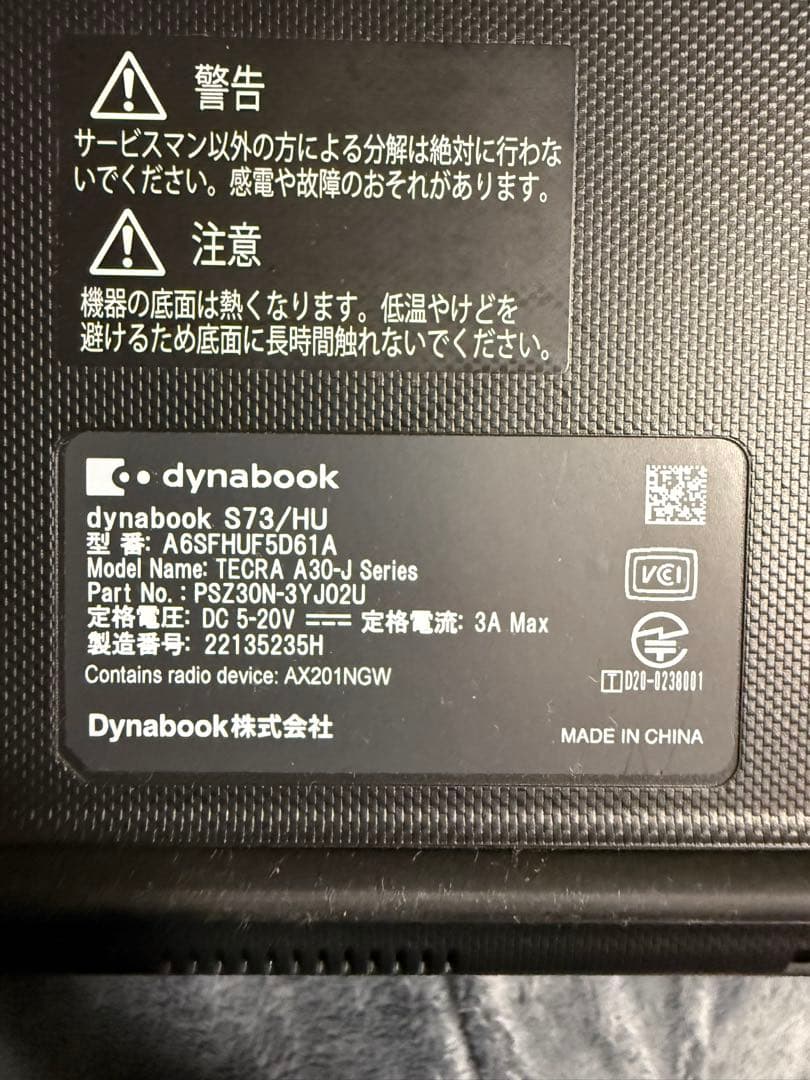 警告
サービスマン以外の方による分解は絶対に行わな
いでください。感電や故障のおそれがあります。
注意
機器の底面は熱くなります。低温やけどを
避けるため底面に長時間触れないでください。
dynabook
dynabook S73/HU
型 番: A6SFHUF5D61A
Model Name: TECRA A30-J Series
Part No. : PSZ30N-3YJ02U
定格電圧: DC 5-20V ⎓ 定格電流: 3A Max
製造番号: 22135235H
Contains radio device: AX201NGW
Dynabook株式会社
VCCI
T D20-0238001
MADE IN CHINA